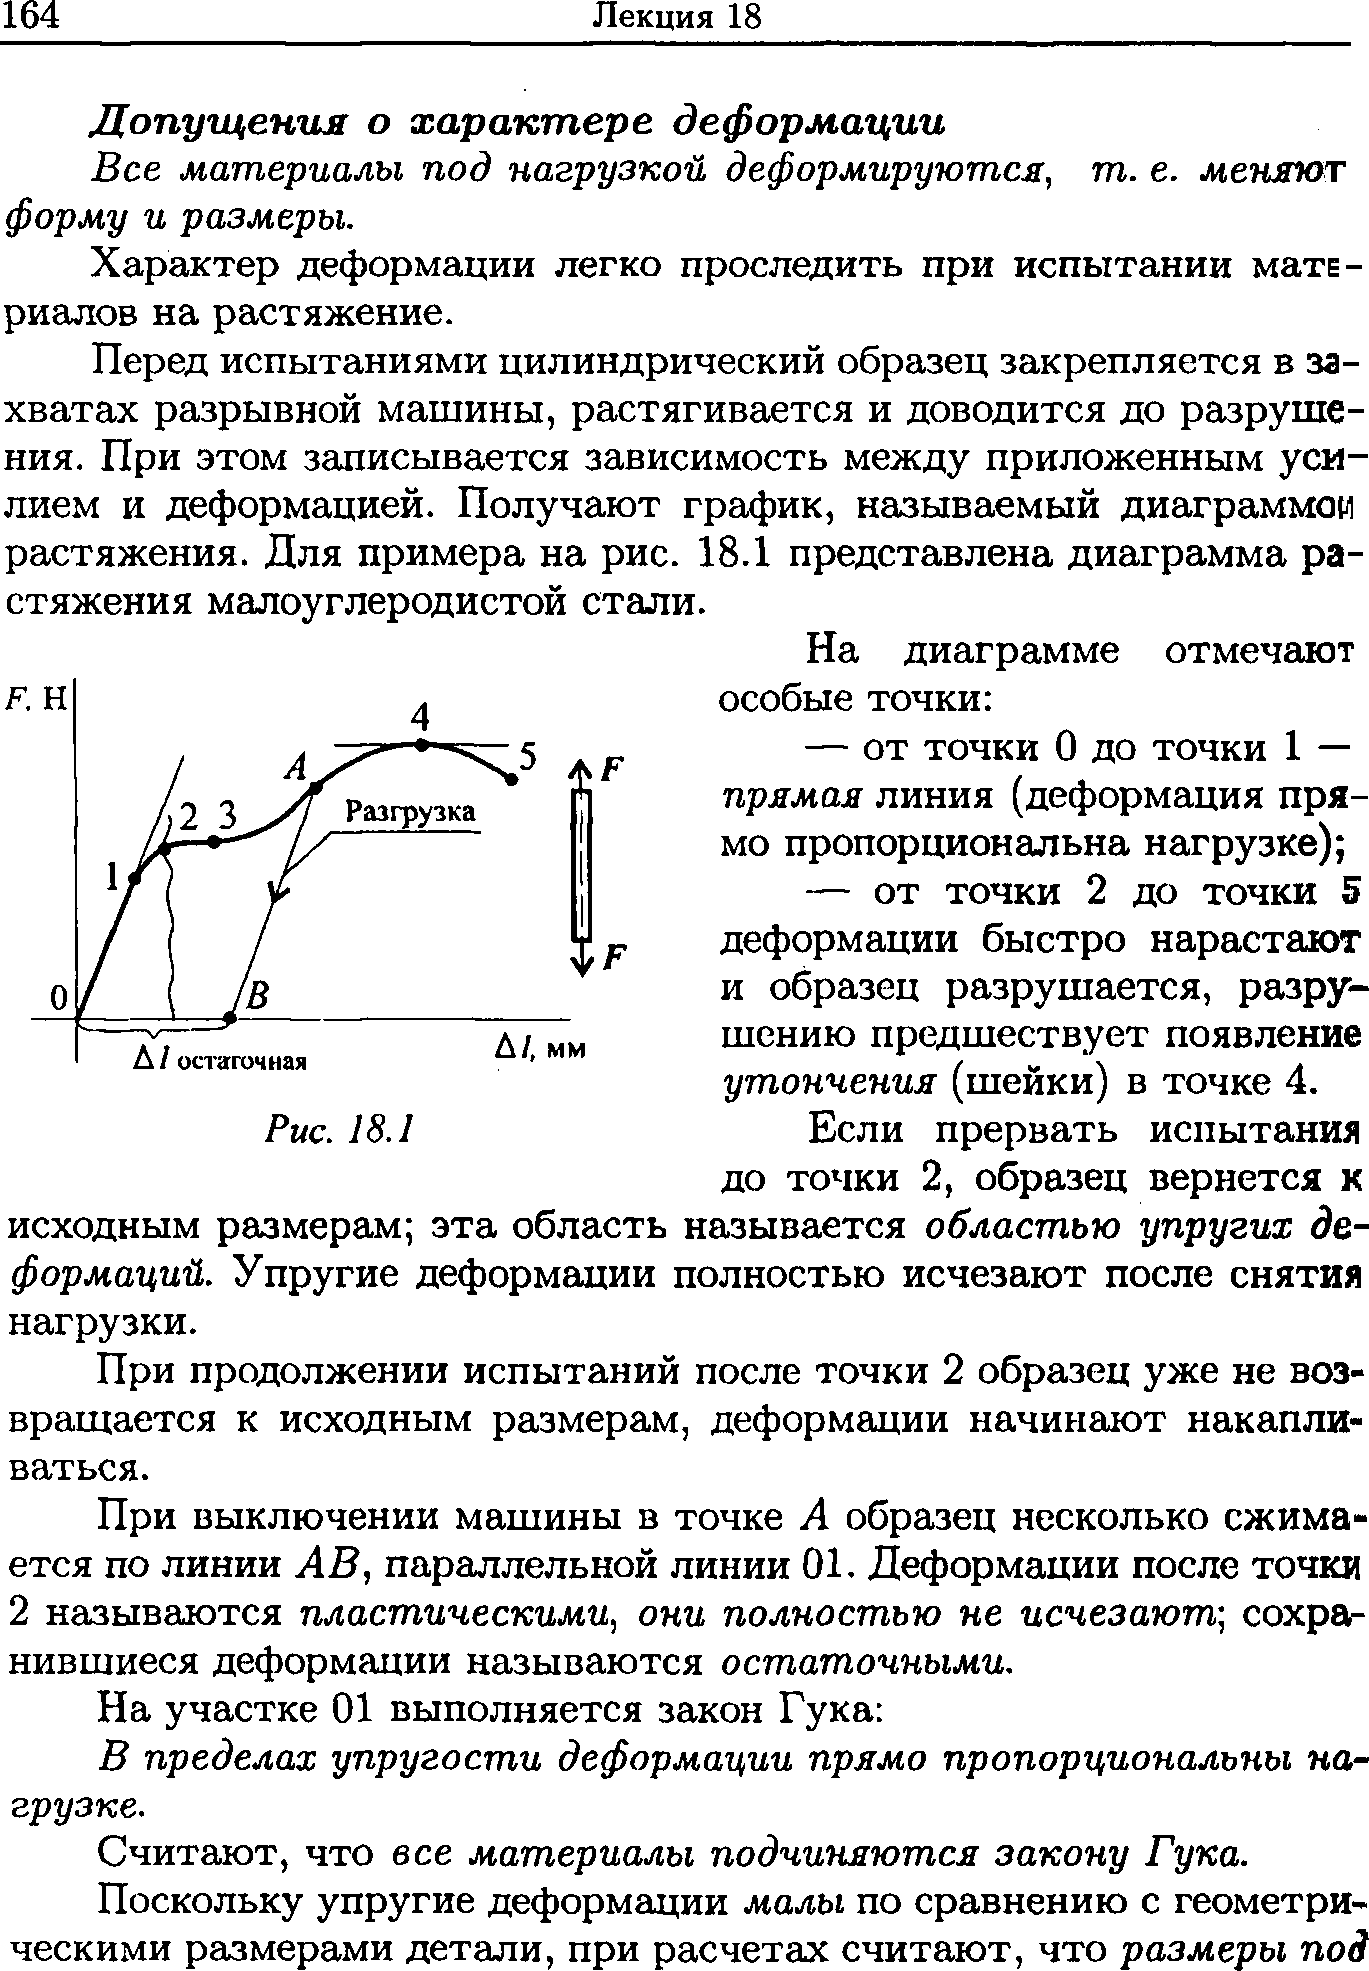 164
Лекция 18
Допущения о характере деформации
Все материалы под нагрузкой деформируются, т. е. меняют
форму и размеры.
Характер деформации легко проследить при испытании мате-
риалов на растяжение.
Перед испытаниями цилиндрический образец закрепляется в за-
хватах разрывной машины, растягивается и доводится до разруше-
ния. При этом записывается зависимость между приложенным уси-
лием и деформацией. Получают график, называемый диаграммой
растяжения. Для примера на рис. 18.1 представлена диаграмма ра-
стяжения малоуглеродистой стали.
F, Н
4
5
A
F
2 3
Разгрузка
1
F
0
B
Δl остаточная
Δl, мм
Рис. 18.1
На диаграмме отмечают
особые точки:
— от точки 0 до точки 1 —
прямая линия (деформация пря-
мо пропорциональна нагрузке);
— от точки 2 до точки 5
деформации быстро нарастают
и образец разрушается, разру-
шению предшествует появление
утончения (шейки) в точке 4.
Если прервать испытания
до точки 2, образец вернется к
исходным размерам; эта область называется областью упругих де-
формаций. Упругие деформации полностью исчезают после снятия
нагрузки.
При продолжении испытаний после точки 2 образец уже не воз-
вращается к исходным размерам, деформации начинают накапли-
ваться.
При выключении машины в точке А образец несколько сжима-
ется по линии АВ, параллельной линии 01. Деформации после точки
2 называются пластическими, они полностью не исчезают; сохра-
нившиеся деформации называются остаточными.
На участке 01 выполняется закон Гука:
В пределах упругости деформации прямо пропорциональны на-
грузке.
Считают, что все материалы подчиняются закону Гука.
Поскольку упругие деформации малы по сравнению с геометри-
ческими размерами детали, при расчетах считают, что размеры под